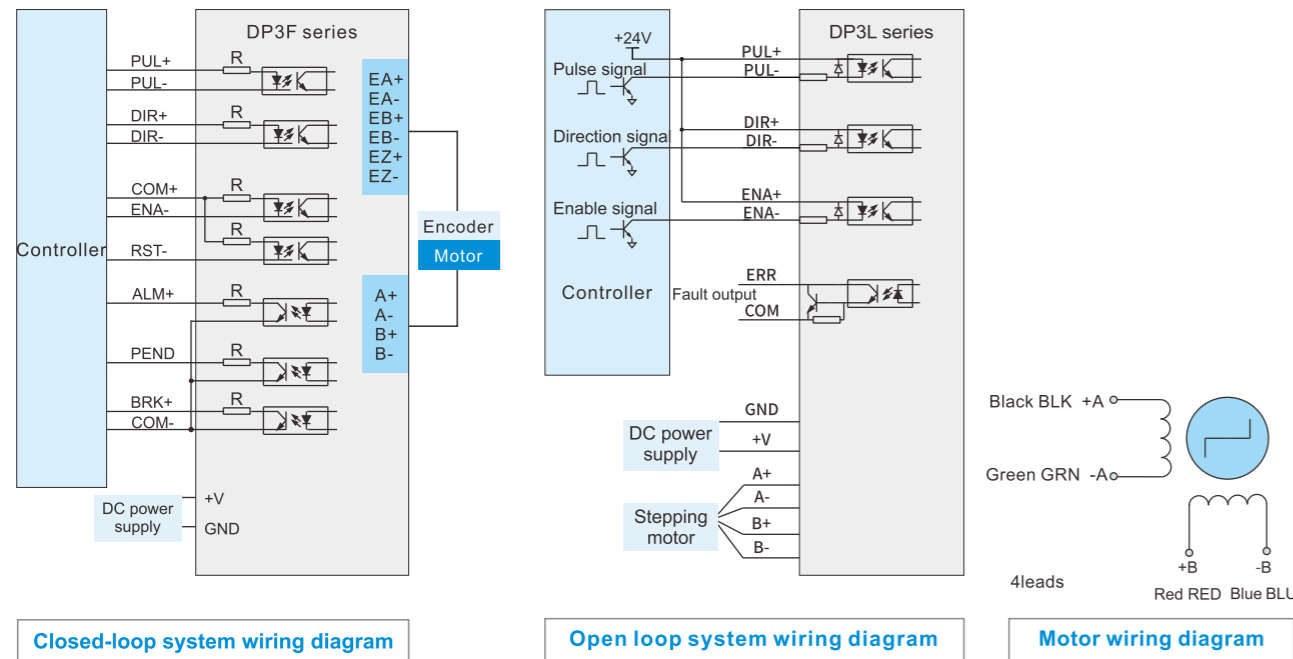 DP3F series
PUL+
R
PUL-
DIR+
R
DIR-
COM+
R
ENA-
R
RST-
Controller
ALM+
R
PEND
R
BRK+
R
COM-
EA+
EA-
EB+
EB-
EZ+
EZ-
Encoder
Motor
A+
A-
B+
B-
DC power
supply
+V
GND
Closed-loop system wiring diagram
DP3L series
+24V
PUL+
Pulse signal
PUL-
DIR+
Direction signal
DIR-
ENA+
Enable signal
ENA-
Controller
ERR
Fault output
COM
GND
DC power
supply
+V
A+
A-
Stepping
motor
B+
B-
Open loop system wiring diagram
Black BLK +A
Green GRN -A
+B
-B
4leads
Red RED Blue BLU
Motor wiring diagram